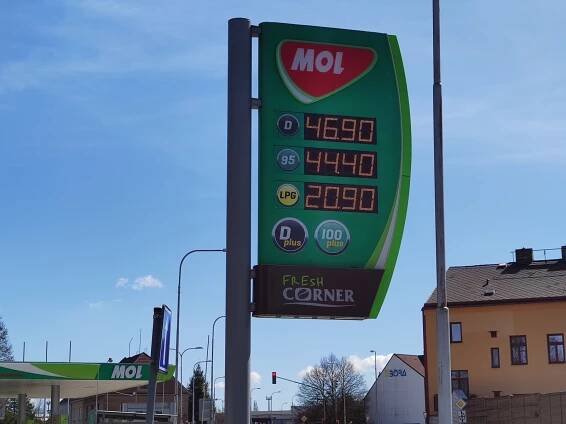 MOL
D 46.90
95 44.40
LPG 20.90
D plus 100 plus
FRESH
CORNER
MOL